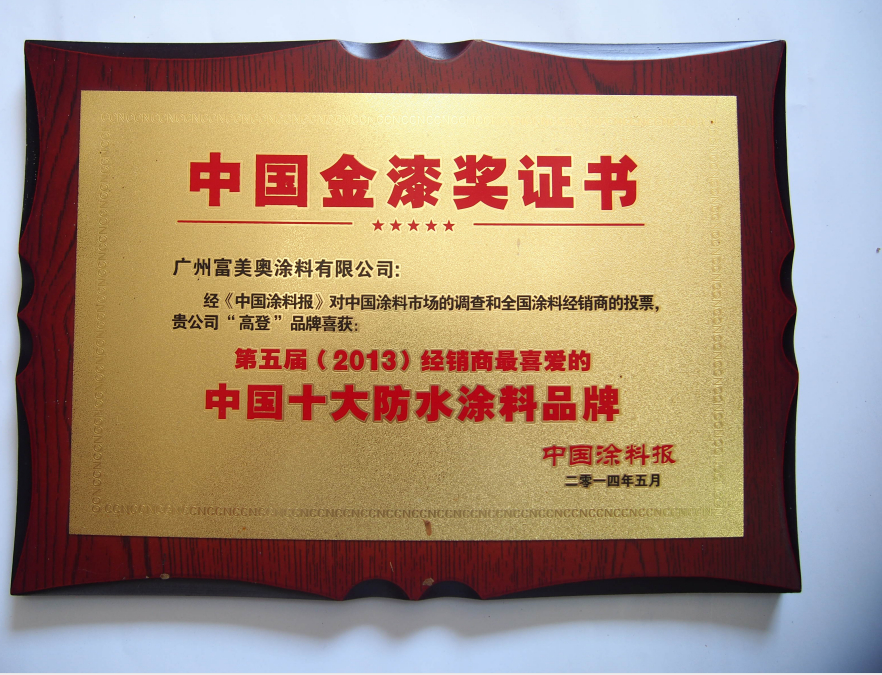 中国金漆奖证书
★★★★★
广州富美奥涂料有限公司:
经《中国涂料报》对中国涂料市场的调查和全国涂料经销商的投票，
贵公司“高登”品牌喜获：
第五届（2013）经销商最喜爱的
中国十大防水涂料品牌
中国涂料报
二零一四年五月